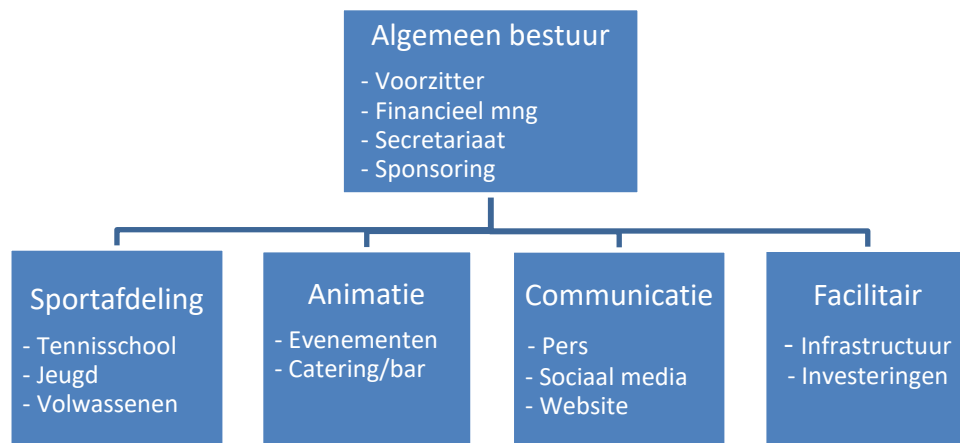 Algemeen bestuur
- Voorzitter
- Financieel mng
- Secretariaat
- Sponsoring
Sportafdeling
- Tennisschool
- Jeugd
- Volwassenen
Animatie
- Evenementen
- Catering/bar
Communicatie
- Pers
- Sociaal media
- Website
Facilitair
- Infrastructuur
- Investeringen